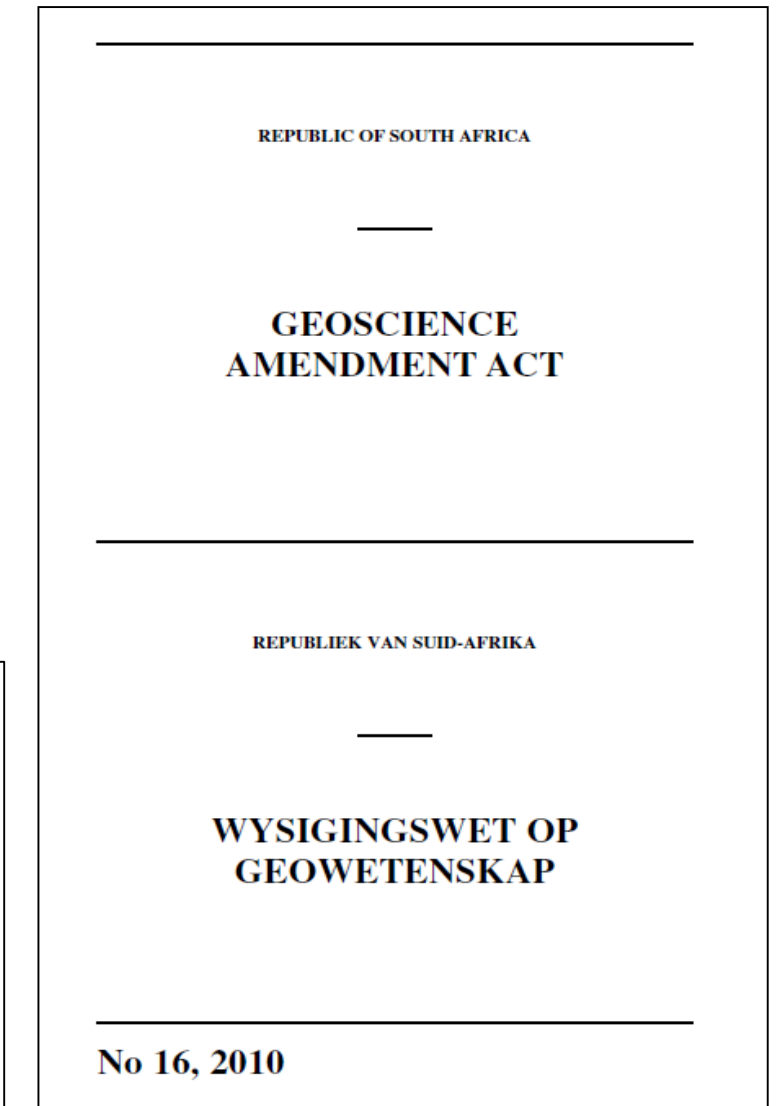 REPUBLIC OF SOUTH AFRICA
GEOSCIENCE
AMENDMENT ACT
REPUBLIEK VAN SUID-AFRIKA
WYSIGINGSWET OP
GEOWETENSKAP
No 16, 2010